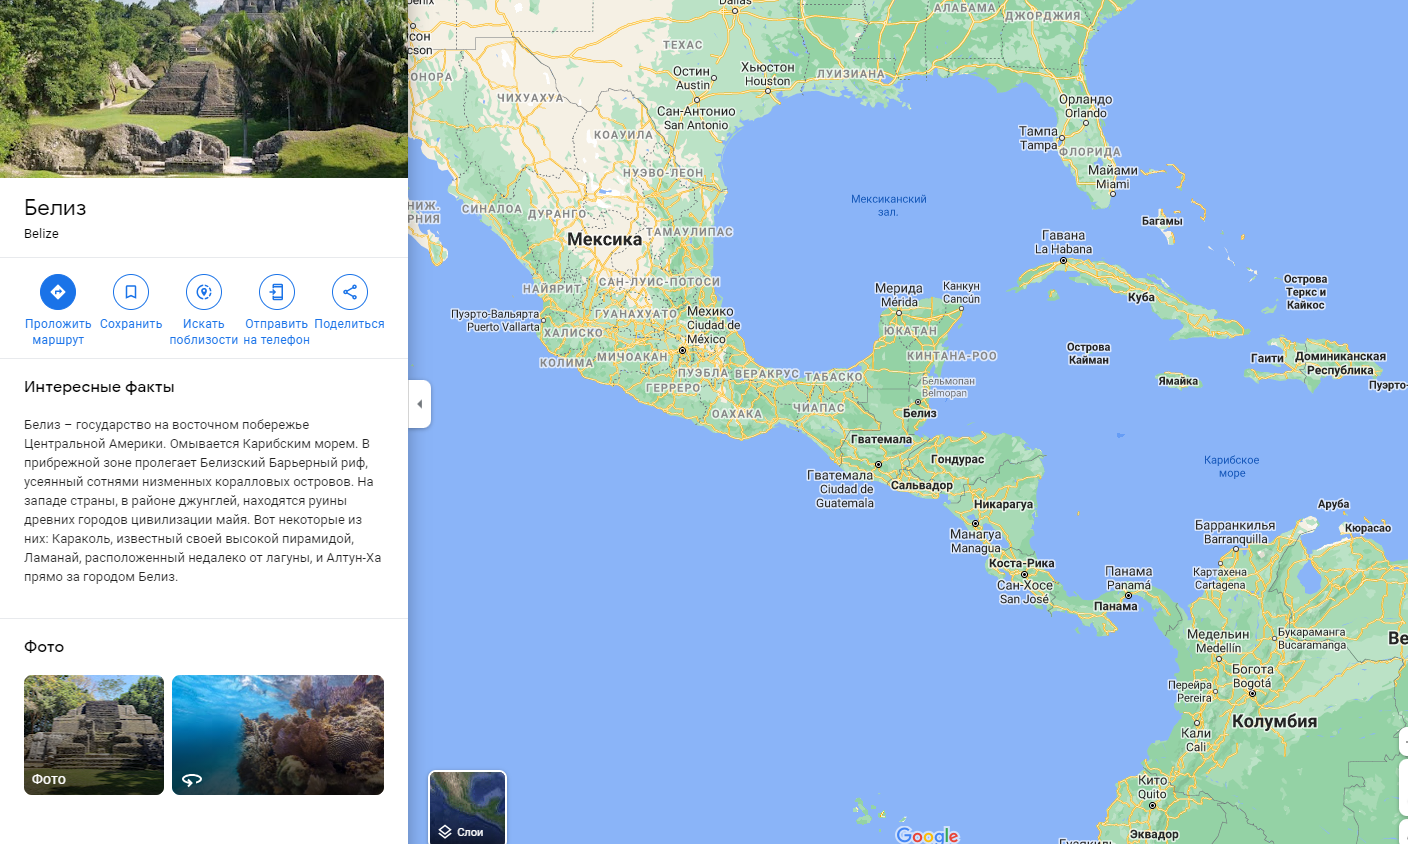 Белиз
Belize
Проложить
маршрут
Сохранить
Искать
поблизости
Отправить
на телефон
Поделиться
Интересные факты
Белиз – государство на восточном побережье
Центральной Америки. Омывается Карибским морем. В
прибрежной зоне пролегает Белизский Барьерный риф,
усеянный сотнями низменных коралловых островов. На
западе страны, в районе джунглей, находятся руины
древних городов цивилизации майя. Вот некоторые из
них: Караколь, известный своей высокой пирамидой,
Ламанай, расположенный недалеко от лагуны, и Алтун-Ха
прямо за городом Белиз.
Фото
Фото
Слои
Dallas
АЛАБАМА
ДЖОРДЖИЯ
ТЕХАС
Остин
Austin
Хьюстон
Houston
ЛУИЗИАНА
ЧИХУАХУА
Сан-Антонио
San Antonio
Орландо
Orlando
КОАУИЛА
Тампа
Tampa
ФЛОРИДА
НУЭВО-ЛЕОН
Майами
Miami
СИНАЛОА
ДУРАНГО
Мексиканский
зал.
Багамы
Мексика
ТАМАУЛИПАС
Гавана
La Habana
НАЙЯРИТ
САН-ЛУИС-ПОТОСИ
Мерида
Mérida
Канкун
Cancún
Куба
Острова
Теркс и
Кайкос
Пуэрто-Вальярта
Puerto Vallarta
ГУАНАХУАТО
Мехико
Ciudad de
México
ХАЛИСКО
ЮКАТАН
КОЛИМА
МИЧОАКАН
КИНТАНА-РОО
Острова
Кайман
Гаити
Доминиканская
Республика
ПУЭБЛА
ВЕРАКРУС
ТАБАСКО
ГЕРРЕРО
Бельмопан
Belmopan
Ямайка
Пуэрто-
ОАХАКА
ЧИАПАС
Белиз
Гватемала
Гондурас
Карибское
море
Гватемала
Ciudad de
Guatemala
Сальвадор
Никарагуа
Аруба
Манагуа
Managua
Барранкилья
Barranquilla
Кюрасао
Коста-Рика
Сан-Хосе
San José
Панама
Panamá
Картахена
Cartagena
Панама
Медельин
Medellín
Букараманга
Bucaramanga
Ве
Богота
Bogotá
Перейра
Pereira
Колумбия
Кали
Cali
Кито
Quito
Эквадор
Google